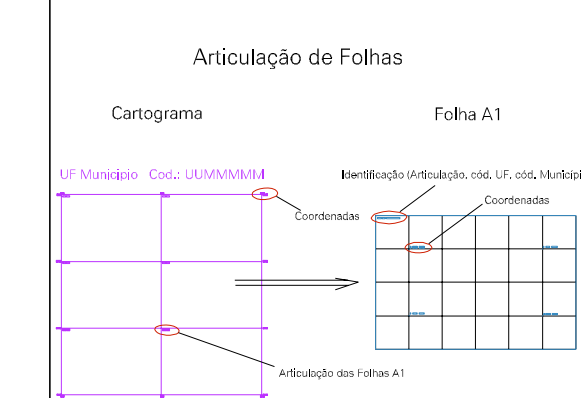 Articulação de Folhas
Cartograma
Folha A1
UF Municipio Cod.: UUMMMMM
Identificação (Articulação, cód. UF, cód. Municípi
Coordenadas
Coordenadas
Articulação das Folhas A1